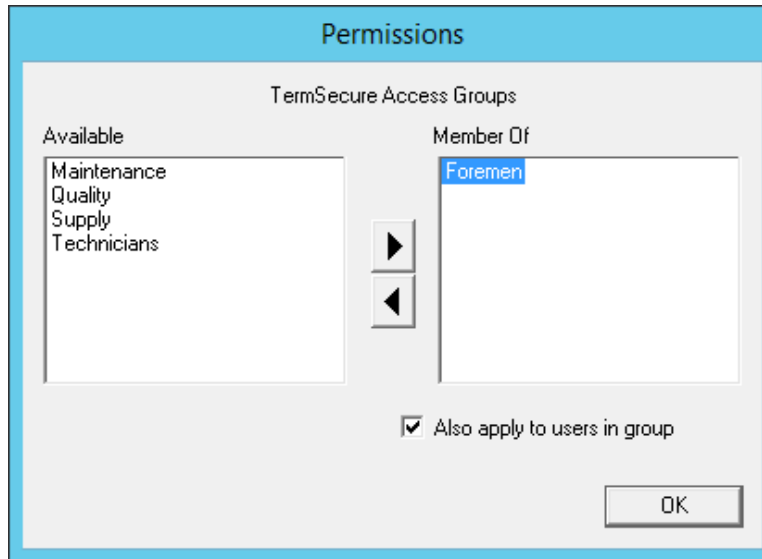 Permissions
TermSecure Access Groups
Available
Member Of
Maintenance
Quality
Supply
Technicians
Foremen
Also apply to users in group
OK